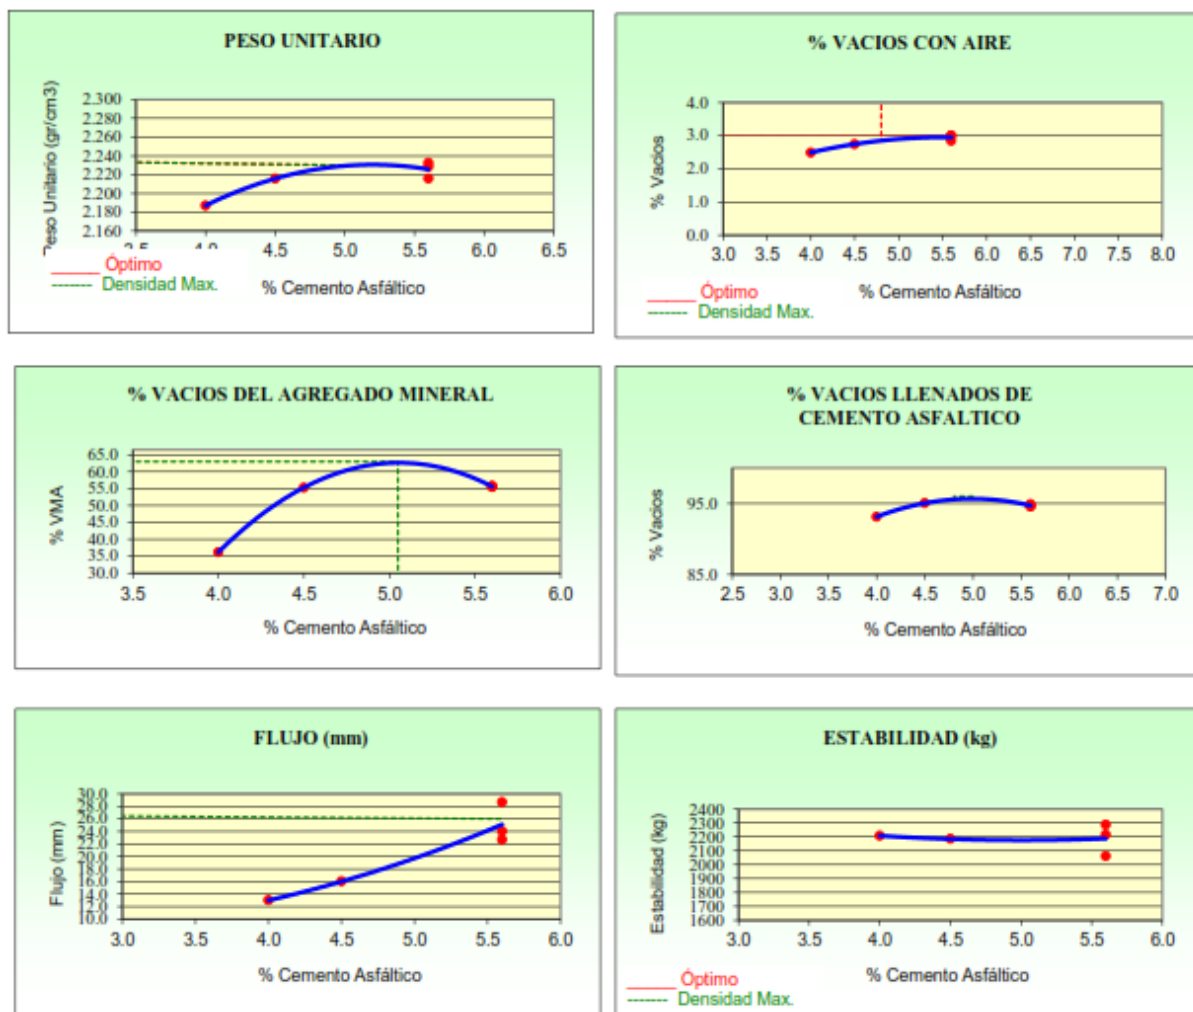 PESO UNITARIO
Peso Unitario (gr/cm3)
2.300
2.280
2.260
2.240
2.220
2.200
2.180
2.160
4.5 5.0 5.5 6.0 6.5
______ Óptimo
------- Densidad Max.
% Cemento Asfáltico
% VACIOS CON AIRE
% Vacios
4.0
3.0
2.0
1.0
0.0
3.0 3.5 4.0 4.5 5.0 5.5 6.0 6.5 7.0 7.5 8.0
______ Óptimo
------- Densidad Max.
% Cemento Asfáltico
% VACIOS DEL AGREGADO MINERAL
% VMA
65.0
60.0
55.0
50.0
45.0
40.0
35.0
30.0
3.5 4.0 4.5 5.0 5.5 6.0
% Cemento Asfáltico
% VACIOS LLENADOS DE
CEMENTO ASFALTICO
% Vacios
95.0
85.0
2.5 3.0 3.5 4.0 4.5 5.0 5.5 6.0 6.5 7.0
% Cemento Asfáltico
FLUJO (mm)
Flujo (mm)
30.0
28.0
26.0
24.0
22.0
20.0
18.0
16.0
14.0
12.0
10.0
3.0 3.5 4.0 4.5 5.0 5.5 6.0
% Cemento Asfáltico
ESTABILIDAD (kg)
Estabilidad (kg)
2400
2300
2200
2100
2000
1900
1800
1700
1600
3.0 3.5 4.0 4.5 5.0 5.5 6.0
% Cemento Asfáltico
______ Óptimo
------- Densidad Max.